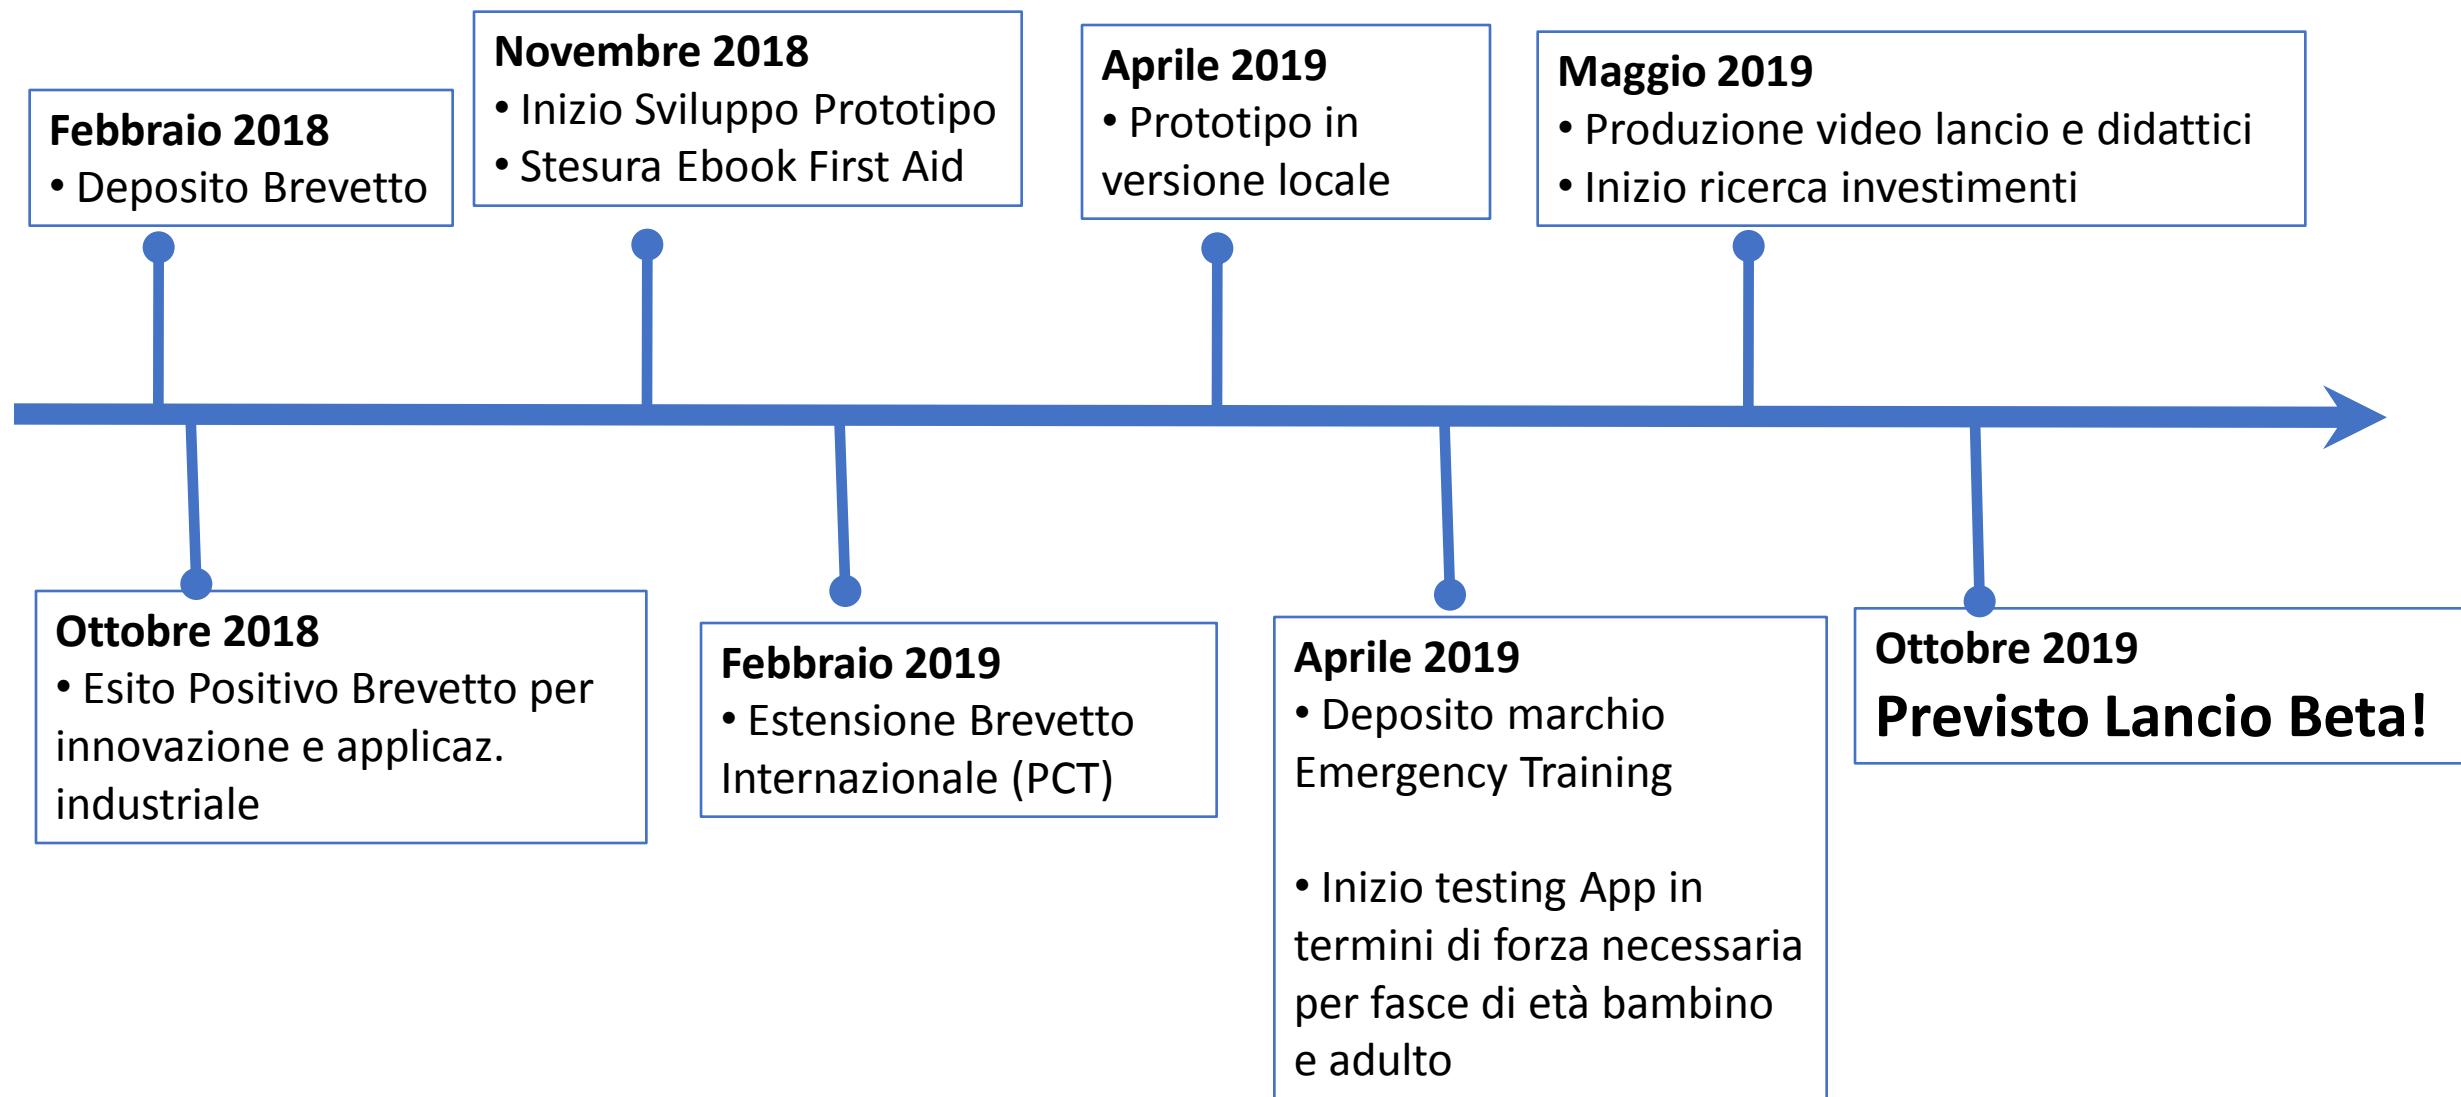 Febbraio 2018
• Deposito Brevetto
Novembre 2018
• Inizio Sviluppo Prototipo
• Stesura Ebook First Aid
Aprile 2019
• Prototipo in
versione locale
Maggio 2019
• Produzione video lancio e didattici
• Inizio ricerca investimenti
Ottobre 2018
• Esito Positivo Brevetto per
innovazione e applicaz.
industriale
Febbraio 2019
• Estensione Brevetto
Internazionale (PCT)
Aprile 2019
• Deposito marchio
Emergency Training
• Inizio testing App in
termini di forza necessaria
per fasce di età bambino
e adulto
Ottobre 2019
Previsto Lancio Beta!